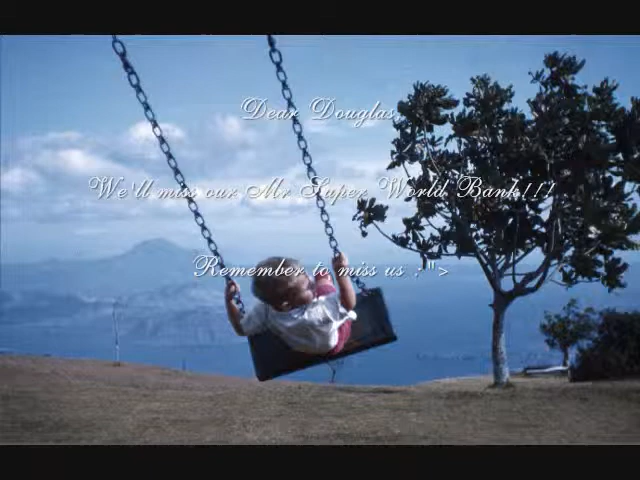 Dear Douglas
We'll miss our Mr Super World Bank!!!
Remember to miss us :">